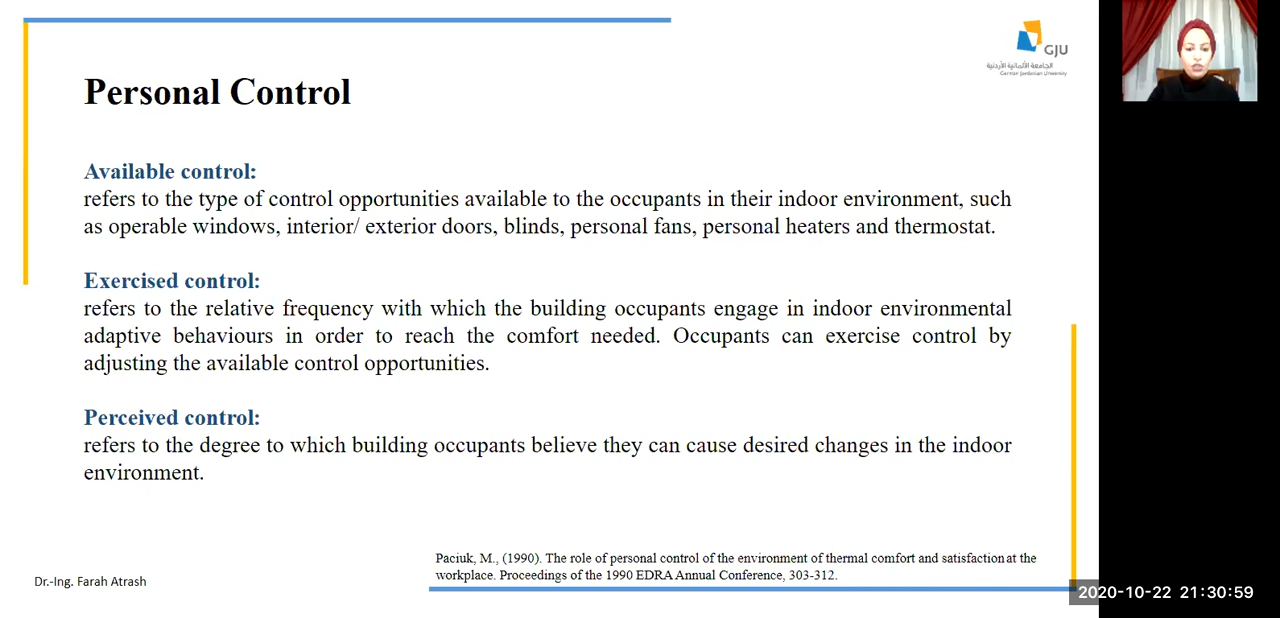 GJU
الجامعة الألمانية الأردنية
German Jordanian University
Personal Control
Available control:
refers to the type of control opportunities available to the occupants in their indoor environment, such
as operable windows, interior/ exterior doors, blinds, personal fans, personal heaters and thermostat.
Exercised control:
refers to the relative frequency with which the building occupants engage in indoor environmental
adaptive behaviours in order to reach the comfort needed. Occupants can exercise control by
adjusting the available control opportunities.
Perceived control:
refers to the degree to which building occupants believe they can cause desired changes in the indoor
environment.
Paciuk, M., (1990). The role of personal control of the environment of thermal comfort and satisfaction at the
workplace. Proceedings of the 1990 EDRA Annual Conference, 303-312.
Dr.-Ing. Farah Atrash
2020-10-22 21:30:59